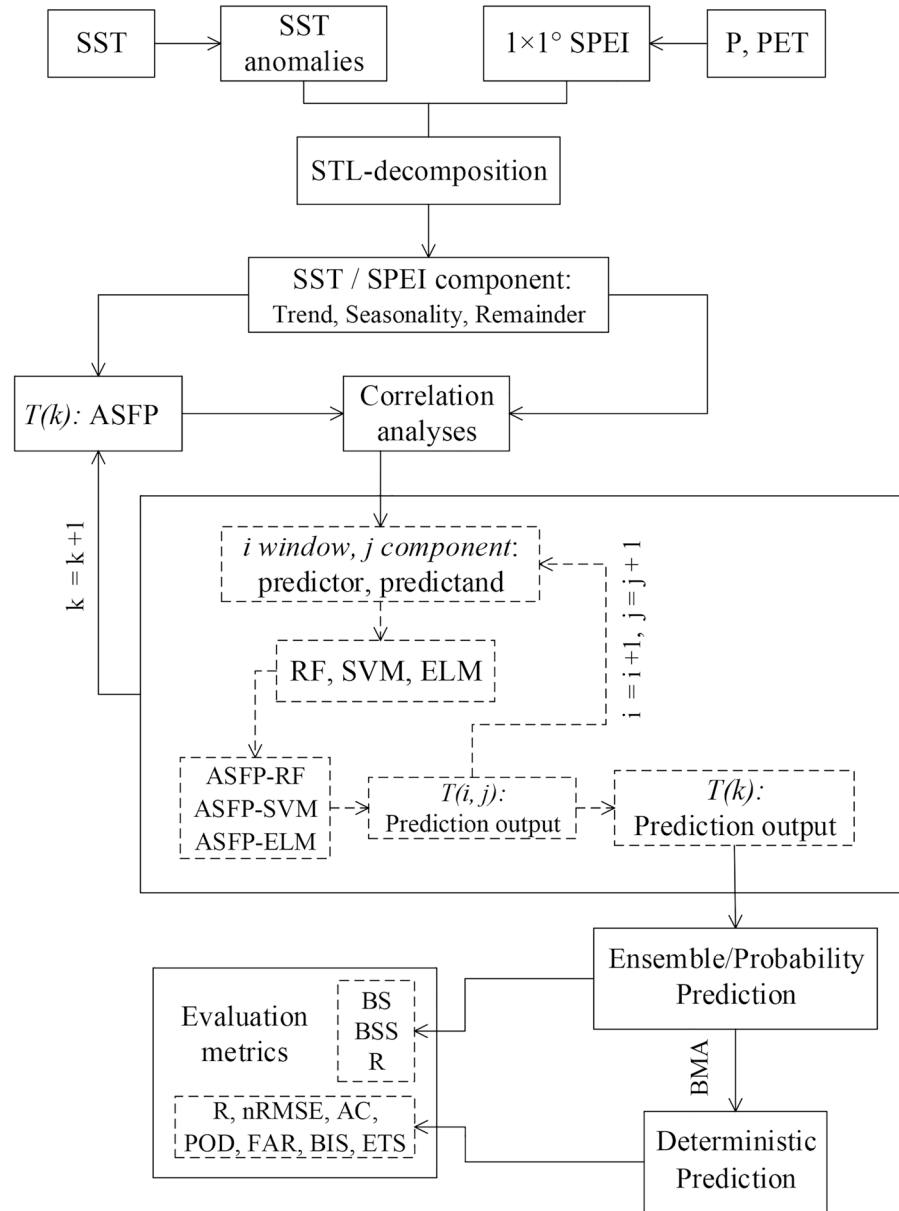 SST
SST
anomalies
1×1° SPEI
P, PET
STL-decomposition
SST / SPEI component:
Trend, Seasonality, Remainder
T(k): ASFP
Correlation
analyses
k = k+1
i window, j component:
predictor, predictand
i = i+1, j = j + 1
RF, SVM, ELM
ASFP-RF
ASFP-SVM
ASFP-ELM
T(i, j):
Prediction output
T(k):
Prediction output
Ensemble/Probability
Prediction
Evaluation
metrics
BS
BSS
R
BMA
R, nRMSE, AC,
POD, FAR, BIS, ETS
Deterministic
Prediction